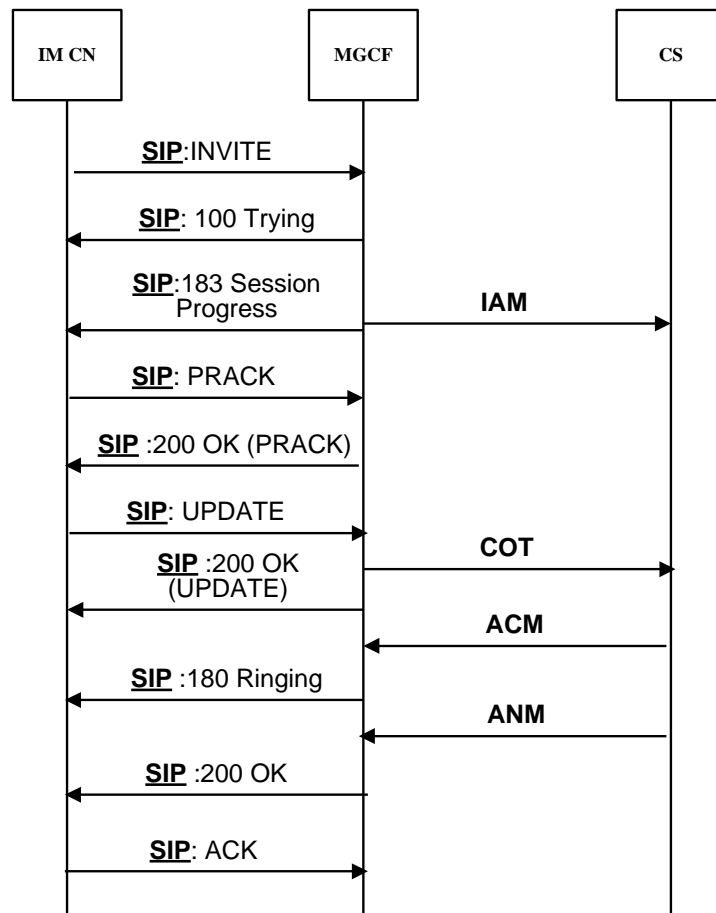 IM CN
MGCF
CS
SIP:INVITE
SIP: 100 Trying
SIP:183 Session
Progress
IAM
SIP: PRACK
SIP :200 OK (PRACK)
SIP: UPDATE
COT
SIP :200 OK
(UPDATE)
ACM
SIP :180 Ringing
ANM
SIP :200 OK
SIP: ACK